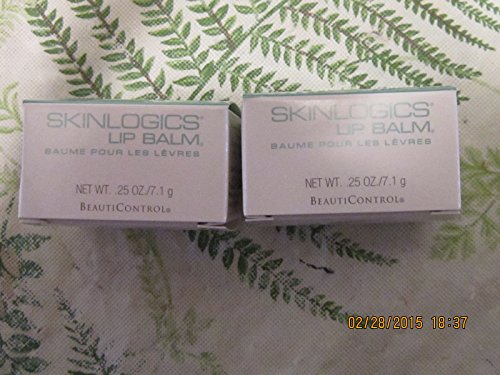 SKINLOGICS®
LIP BALM®
BAUME POUR LES LÈVRES
NET WT. .25 OZ./7.1 g
BEAUTICONTROL®
SKINLOGICS®
LIP BALM®
BAUME POUR LES LÈVRES
NET WT. .25 OZ./7.1 g
BEAUTICONTROL®
02/28/2015 18:37